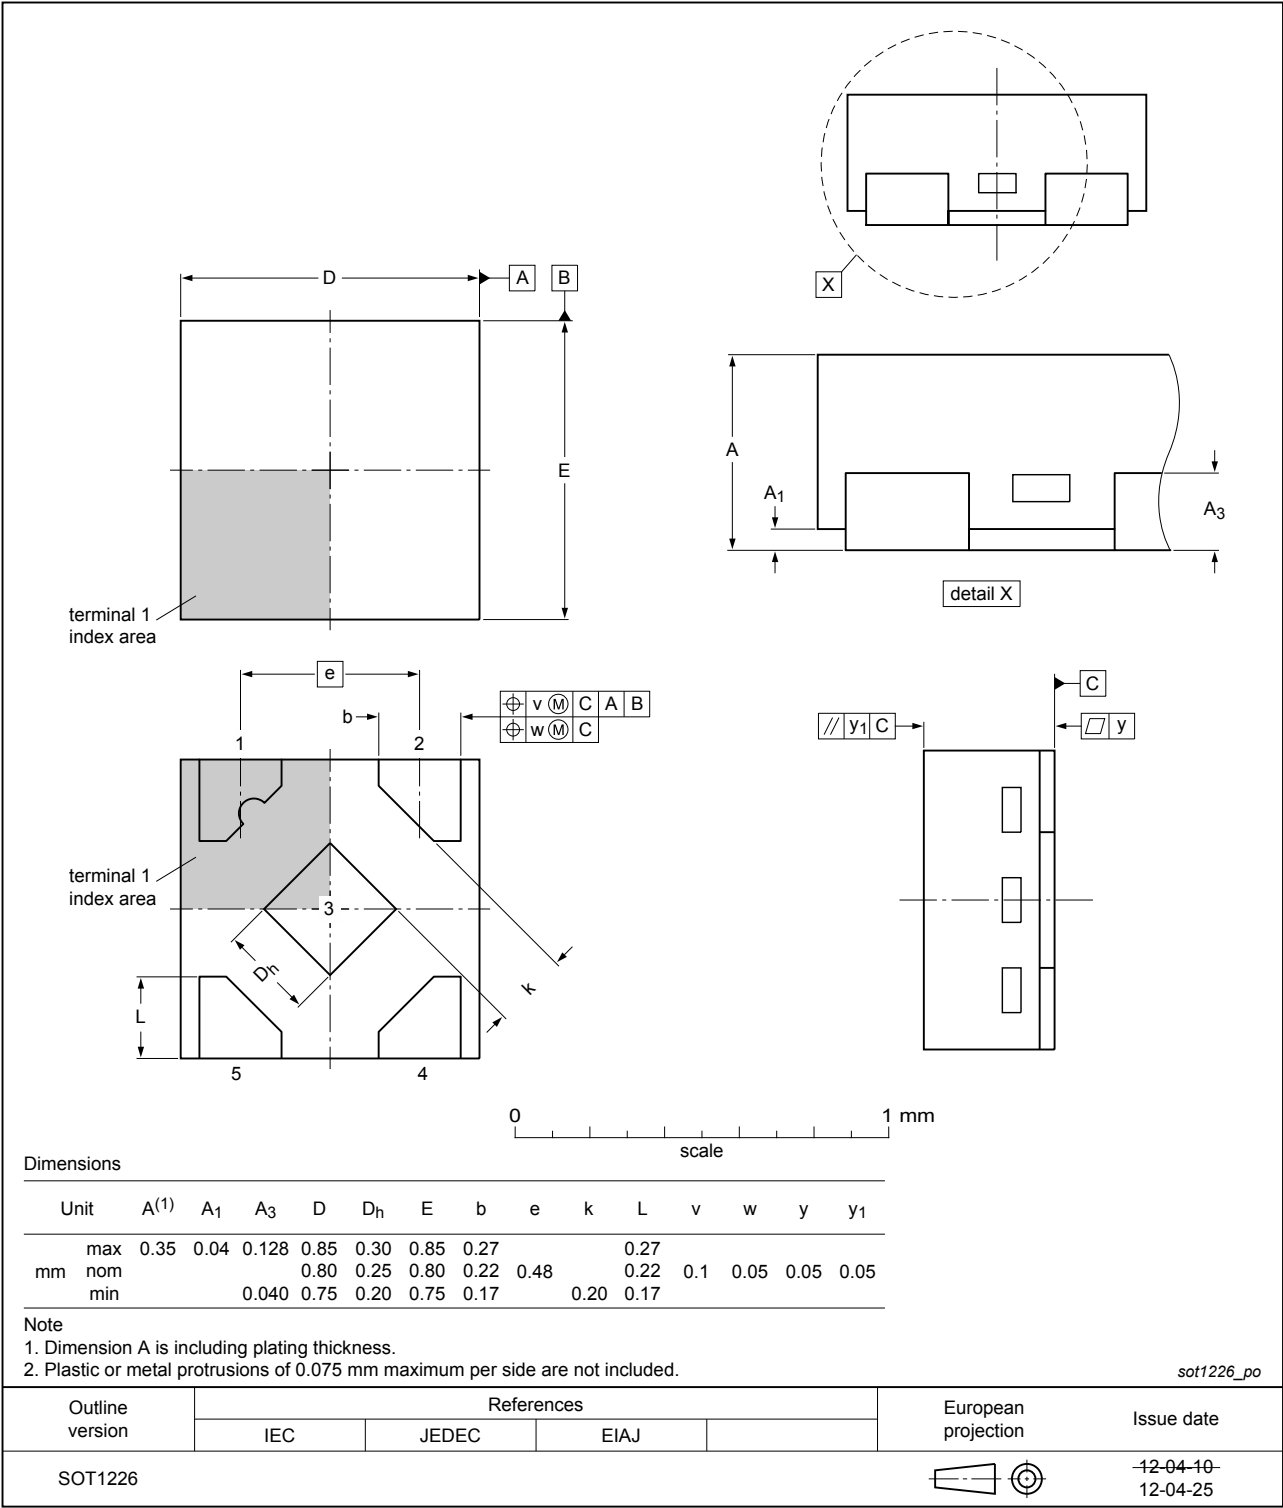 X
D
A
B
E
terminal 1
index area
A
A1
A3
detail X
e
b
v M C A B
w M C
1
2
terminal 1
index area
3
Dh
k
L
5
4
C
// y1 C
y
0
1 mm
scale
Dimensions
Unit A(1) A1 A3 D Dh E b e k L v w y y1
max 0.35 0.04 0.128 0.85 0.30 0.85 0.27 0.27
mm nom 0.80 0.25 0.80 0.22 0.48 0.22 0.1 0.05 0.05 0.05
min 0.040 0.75 0.20 0.75 0.17 0.20 0.17
Note
1. Dimension A is including plating thickness.
2. Plastic or metal protrusions of 0.075 mm maximum per side are not included.
sot1226_po
Outline
version
References
IEC
JEDEC
EIAJ
European
projection
Issue date
SOT1226
12-04-10
12-04-25